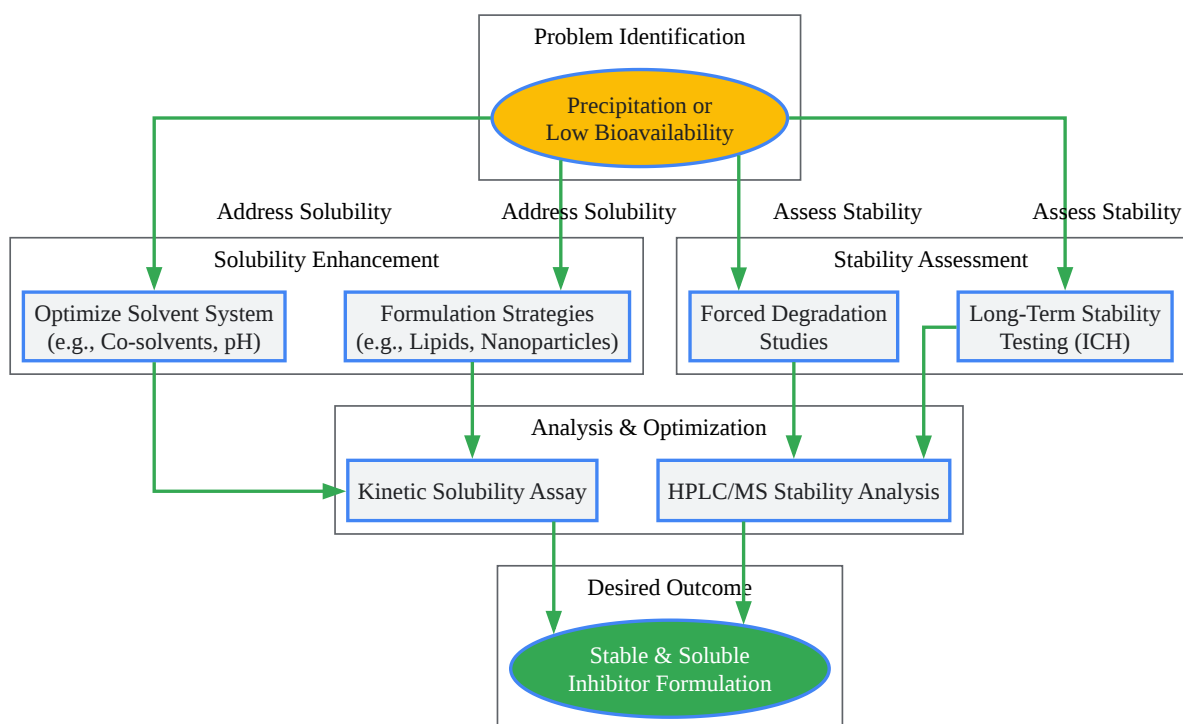 Problem Identification
Precipitation or
Low Bioavailability
Address Solubility
Address Solubility
Assess Stability
Assess Stability
Solubility Enhancement
Stability Assessment
Optimize Solvent System
(e.g., Co-solvents, pH)
Formulation Strategies
(e.g., Lipids, Nanoparticles)
Forced Degradation
Studies
Long-Term Stability
Testing (ICH)
Analysis & Optimization
Kinetic Solubility Assay
HPLC/MS Stability Analysis
Desired Outcome
Stable & Soluble
Inhibitor Formulation